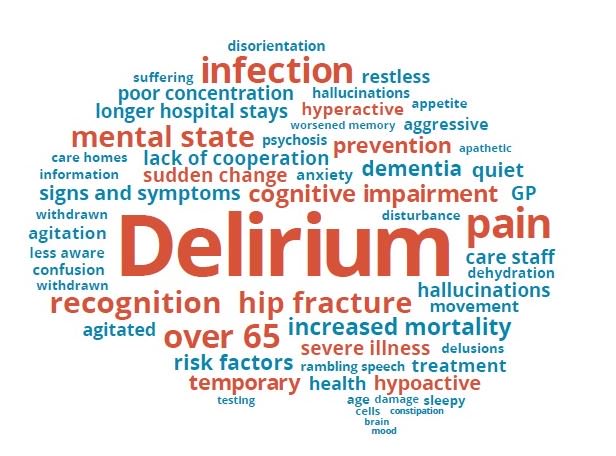 disorientation
suffering infection restless
poor concentration hallucinations
longer hospital stays hyperactive appetite
worsened memory aggressive
mental state psychosis prevention apathetic
care homes lack of cooperation dementia quiet
information sudden change anxiety
signs and symptoms cognitive impairment GP
withdrawn disturbance pain
agitation Delirium
less aware care staff
confusion dehydration
withdrawn hallucinations
recognition hip fracture movement
agitated over 65 increased mortality
severe illness delusions
risk factors rambling speech treatment
temporary health hypoactive
testing age damage sleepy
cells constipation
brain
mood